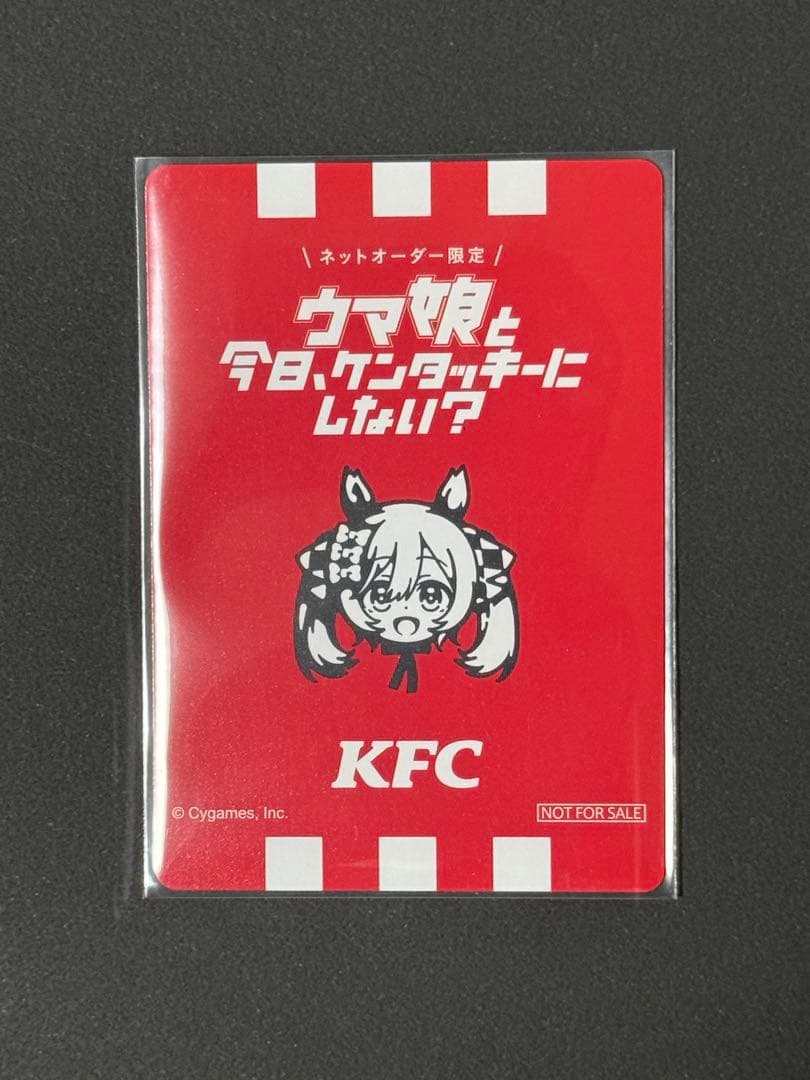 \ ネットオーダー限定 /
ウマ娘と
今日、ケンタッキーに
しない?
KFC
© Cygames, Inc.
NOT FOR SALE